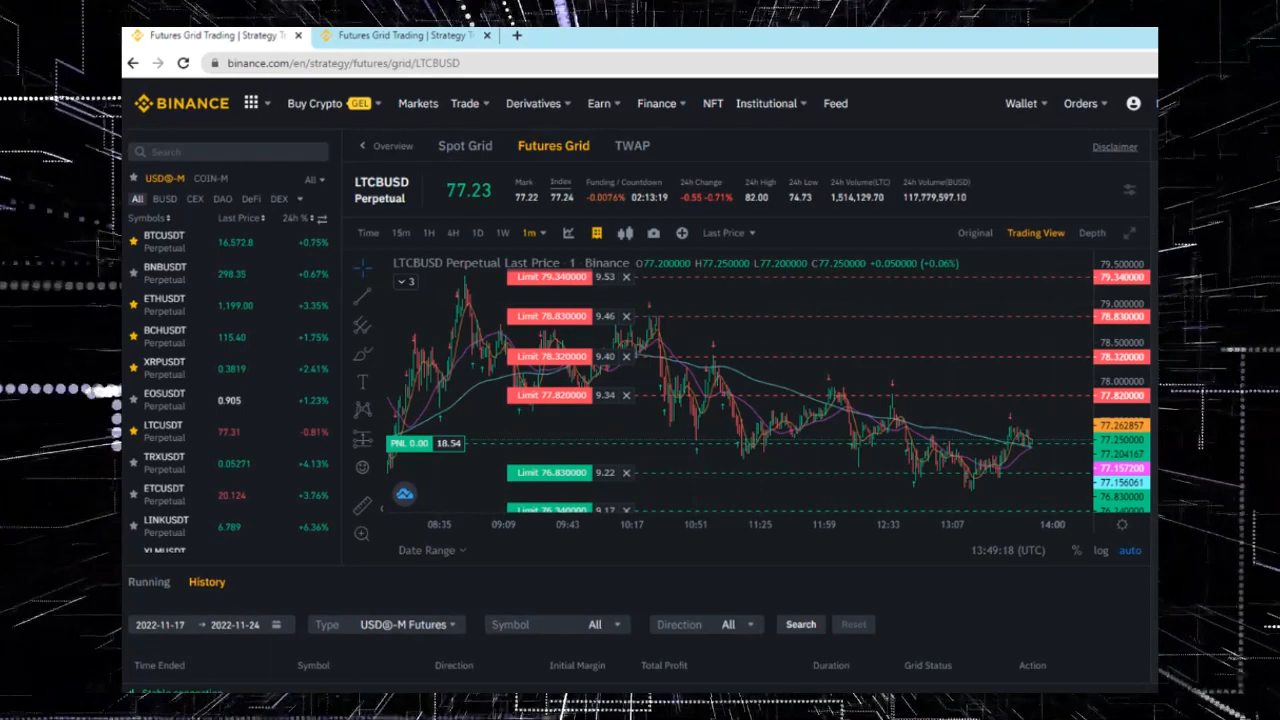 Futures Grid Trading | Strategy Tr
Futures Grid Trading | Strategy T
binance.com/en/strategy/futures/grid/LTCBUSD
BINANCE Buy Crypto GEL Markets Trade Derivatives Earn Finance NFT Institutional Feed Wallet Orders
Search
Overview Spot Grid Futures Grid TWAP Disclaimer
USDⓈ-M COIN-M All
All BUSD CEX DAO DeFi DEX
Symbols Last Price 24h %
BTCUSDT 16,572.8 +0.75%
Perpetual
BNBUSDT 298.35 +0.67%
Perpetual
ETHUSDT 1,199.00 +3.35%
Perpetual
BCHUSDT 115.40 +1.75%
Perpetual
XRPUSDT 0.3819 +2.41%
Perpetual
EOSUSDT 0.905 +1.23%
Perpetual
LTCUSDT 77.31 -0.81%
Perpetual
TRXUSDT 0.05271 +4.13%
Perpetual
ETCUSDT 20.124 +3.76%
Perpetual
LINKUSDT 6.789 +6.36%
Perpetual
LTCBUSD
Perpetual
77.23
Mark Index Funding / Countdown 24h Change 24h High 24h Low 24h Volume(LTC) 24h Volume(BUSD)
77.22 77.24 -0.0076% 02:13:19 -0.55 -0.71% 82.00 74.73 1,514,129.70 117,779,597.10
Time 15m 1H 4H 1D 1W 1m Last Price Original Trading View Depth
LTCBUSD Perpetual Last Price · 1 · Binance O77.200000 H77.250000 L77.200000 C77.250000 +0.050000 (+0.06%)
3
79.500000
Limit 79.340000 9.53 79.340000
79.000000
Limit 78.830000 9.46 78.830000
78.500000
Limit 78.320000 9.40 78.320000
78.000000
Limit 77.820000 9.34 77.820000
77.262857
PNL 0.00 18.54 77.250000
77.204167
77.157200
Limit 76.830000 9.22
77.156061
76.830000
Limit 76.340000 9.17 76.340000
08:35 09:09 09:43 10:17 10:51 11:25 11:59 12:33 13:07 14:00
Date Range 13:49:18 (UTC) % log auto
Running History
2022-11-17 → 2022-11-24 Type USDⓈ-M Futures Symbol All Direction All Search Reset
Time Ended Symbol Direction Initial Margin Total Profit Duration Grid Status Action
Stable connection